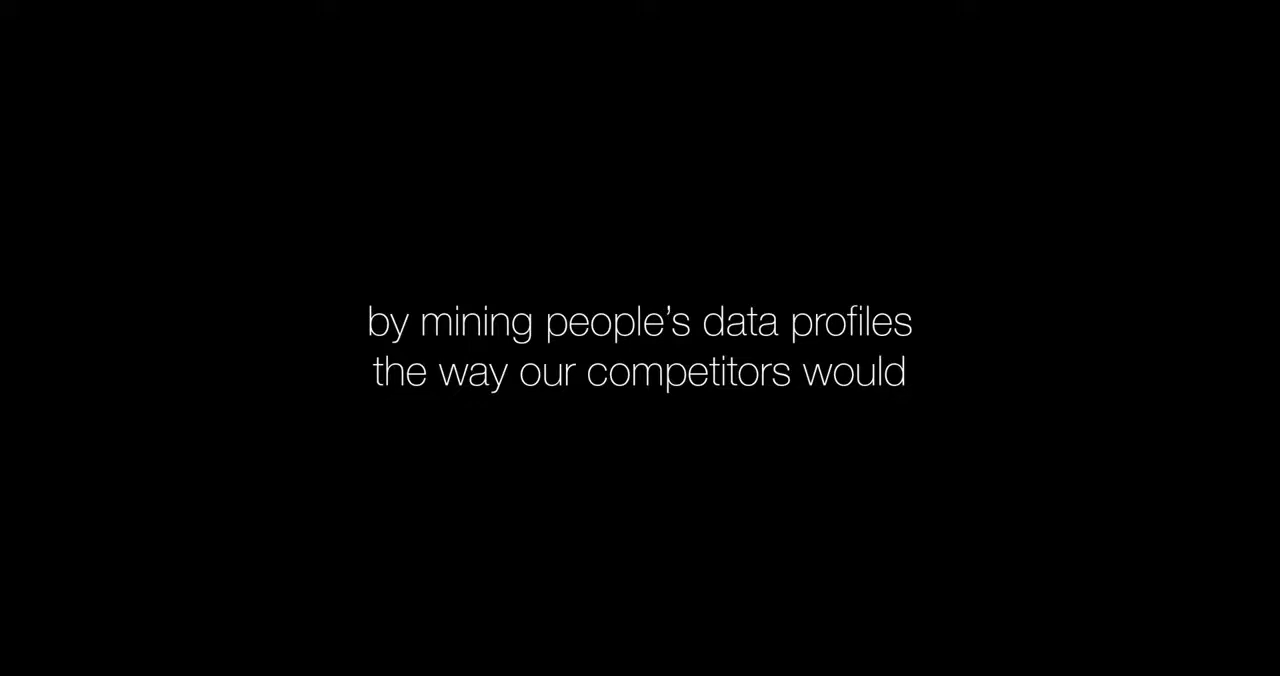 by mining people’s data profiles
the way our competitors would